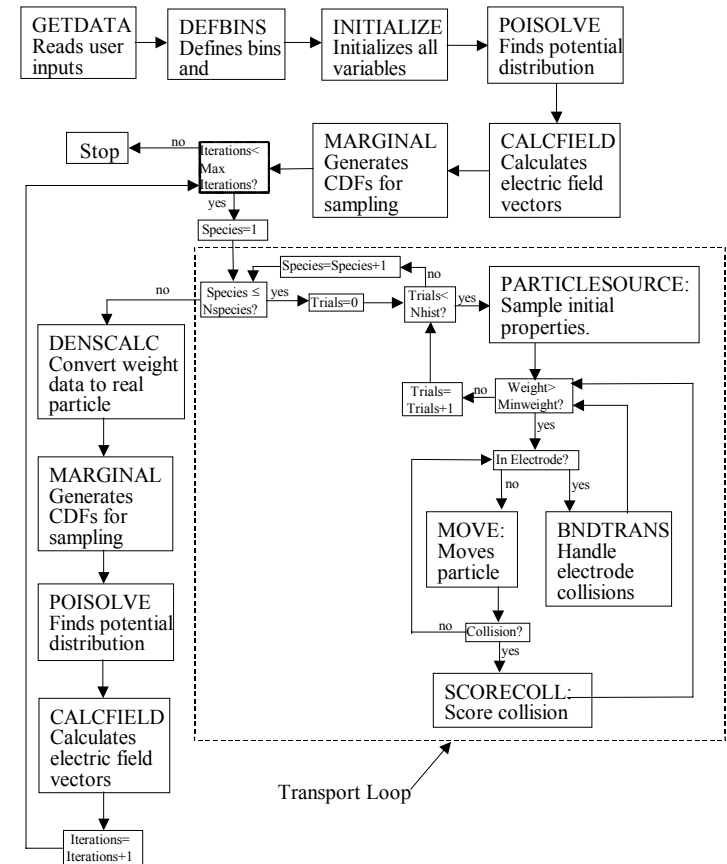 GETDATA
Reads user
inputs
DEFBINS
Defines bins
and
INITIALIZE
Initializes all
variables
POISOLVE
Finds potential
distribution
CALCFIELD
Calculates
electric field
vectors
MARGINAL
Generates
CDFs for
sampling
Iterations<
Max
Iterations?
no
Stop
yes
Species=1
Species=Species+1
no
Species ≤
Nspecies?
no
yes
Trials=0
Trials<
Nhist?
yes
PARTICLESOURCE:
Sample initial
properties.
DENSCALC
Convert weight
data to real
particle
Trials=
Trials+1
no
Weight>
Minweight?
yes
In Electrode?
no
yes
MARGINAL
Generates
CDFs for
sampling
MOVE:
Moves
particle
BNDTRANS
Handle
electrode
collisions
POISOLVE
Finds potential
distribution
no
Collision?
yes
SCORECOLL:
Score collision
CALCFIELD
Calculates
electric field
vectors
Transport Loop
Iterations=
Iterations+1